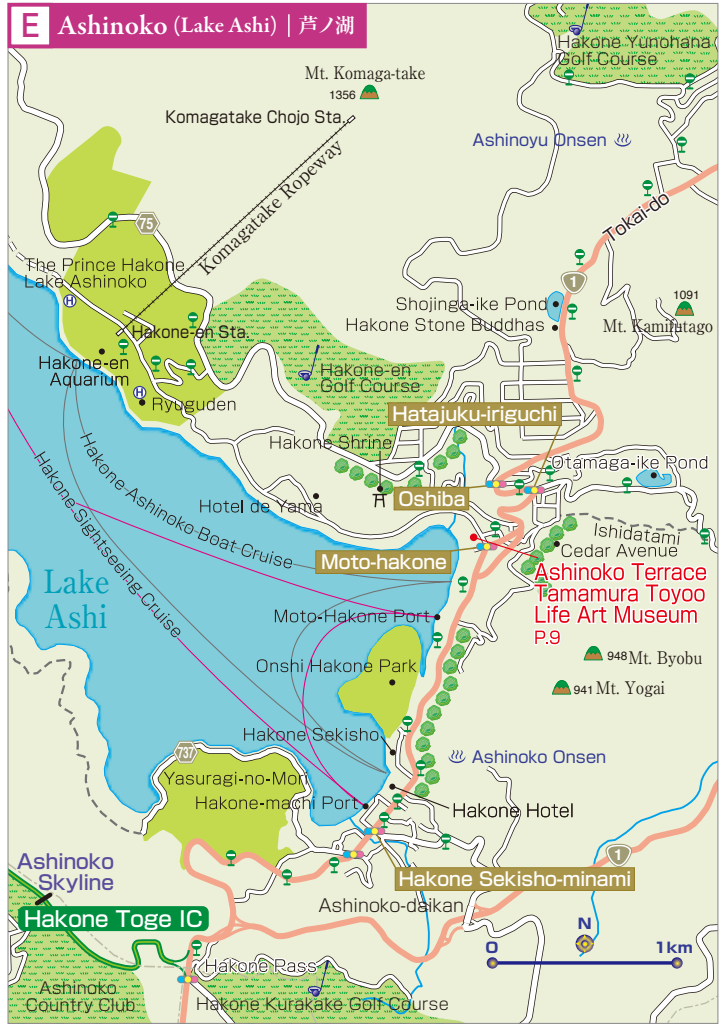 E Ashinoko (Lake Ashi) | 芦ノ湖
Hakone Yunohana
Golf Course
Mt. Komaga-take
1356
Komagatake Chojo Sta.
Ashinoyu Onsen
Komagatake Ropeway
Tokai-do
75
The Prince Hakone
Lake Ashinoko
H
1
1091
Mt. Kamifutago
Shojinga-ike Pond
Hakone Stone Buddhas
Hakone-en Sta.
Hakone-en
Aquarium
Hakone-en
Golf Course
H
Ryuguden
Hatajuku-iriguchi
Hakone Shrine
Otamaga-ike Pond
Oshiba
Hotel de Yama
Hakone Ashinoko Boat Cruise
Hakone Sightseeing Cruise
Ishidatami
Cedar Avenue
Moto-hakone
Ashinoko Terrace
Tamamura Toyoo
Life Art Museum
P.9
Lake
Ashi
Moto-Hakone Port
948 Mt. Byobu
Onshi Hakone Park
941 Mt. Yogai
Hakone Sekisho
737
Ashinoko Onsen
Yasuragi-no-Mori
Hakone-machi Port
Hakone Hotel
1
Ashinoko
Skyline
Hakone Sekisho-minami
Ashinoko-daikan
Hakone Toge IC
N
0 1km
Hakone Pass
Ashinoko
Country Club
Hakone Kurakake Golf Course